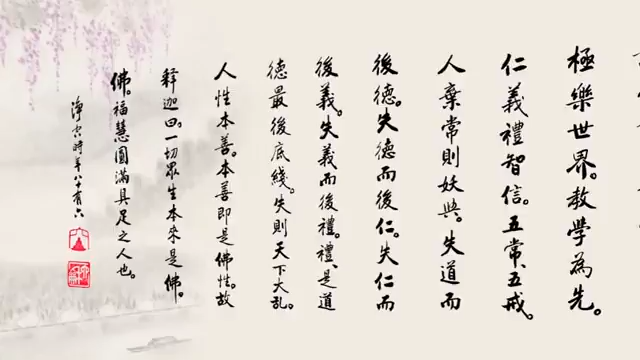 極樂世界。教學為先。
仁義禮智信。五常、五戒。
人棄常則妖興。失道而
後德。失德而後仁。失仁而
後義。失義而後禮。禮、是道
德最後底綫。失則天下大乱。
人性本善。本善即是佛性。故
释迦曰。一切眾生本來是佛。
佛。福慧圓滿具足之人也。
淨空時年八十有六